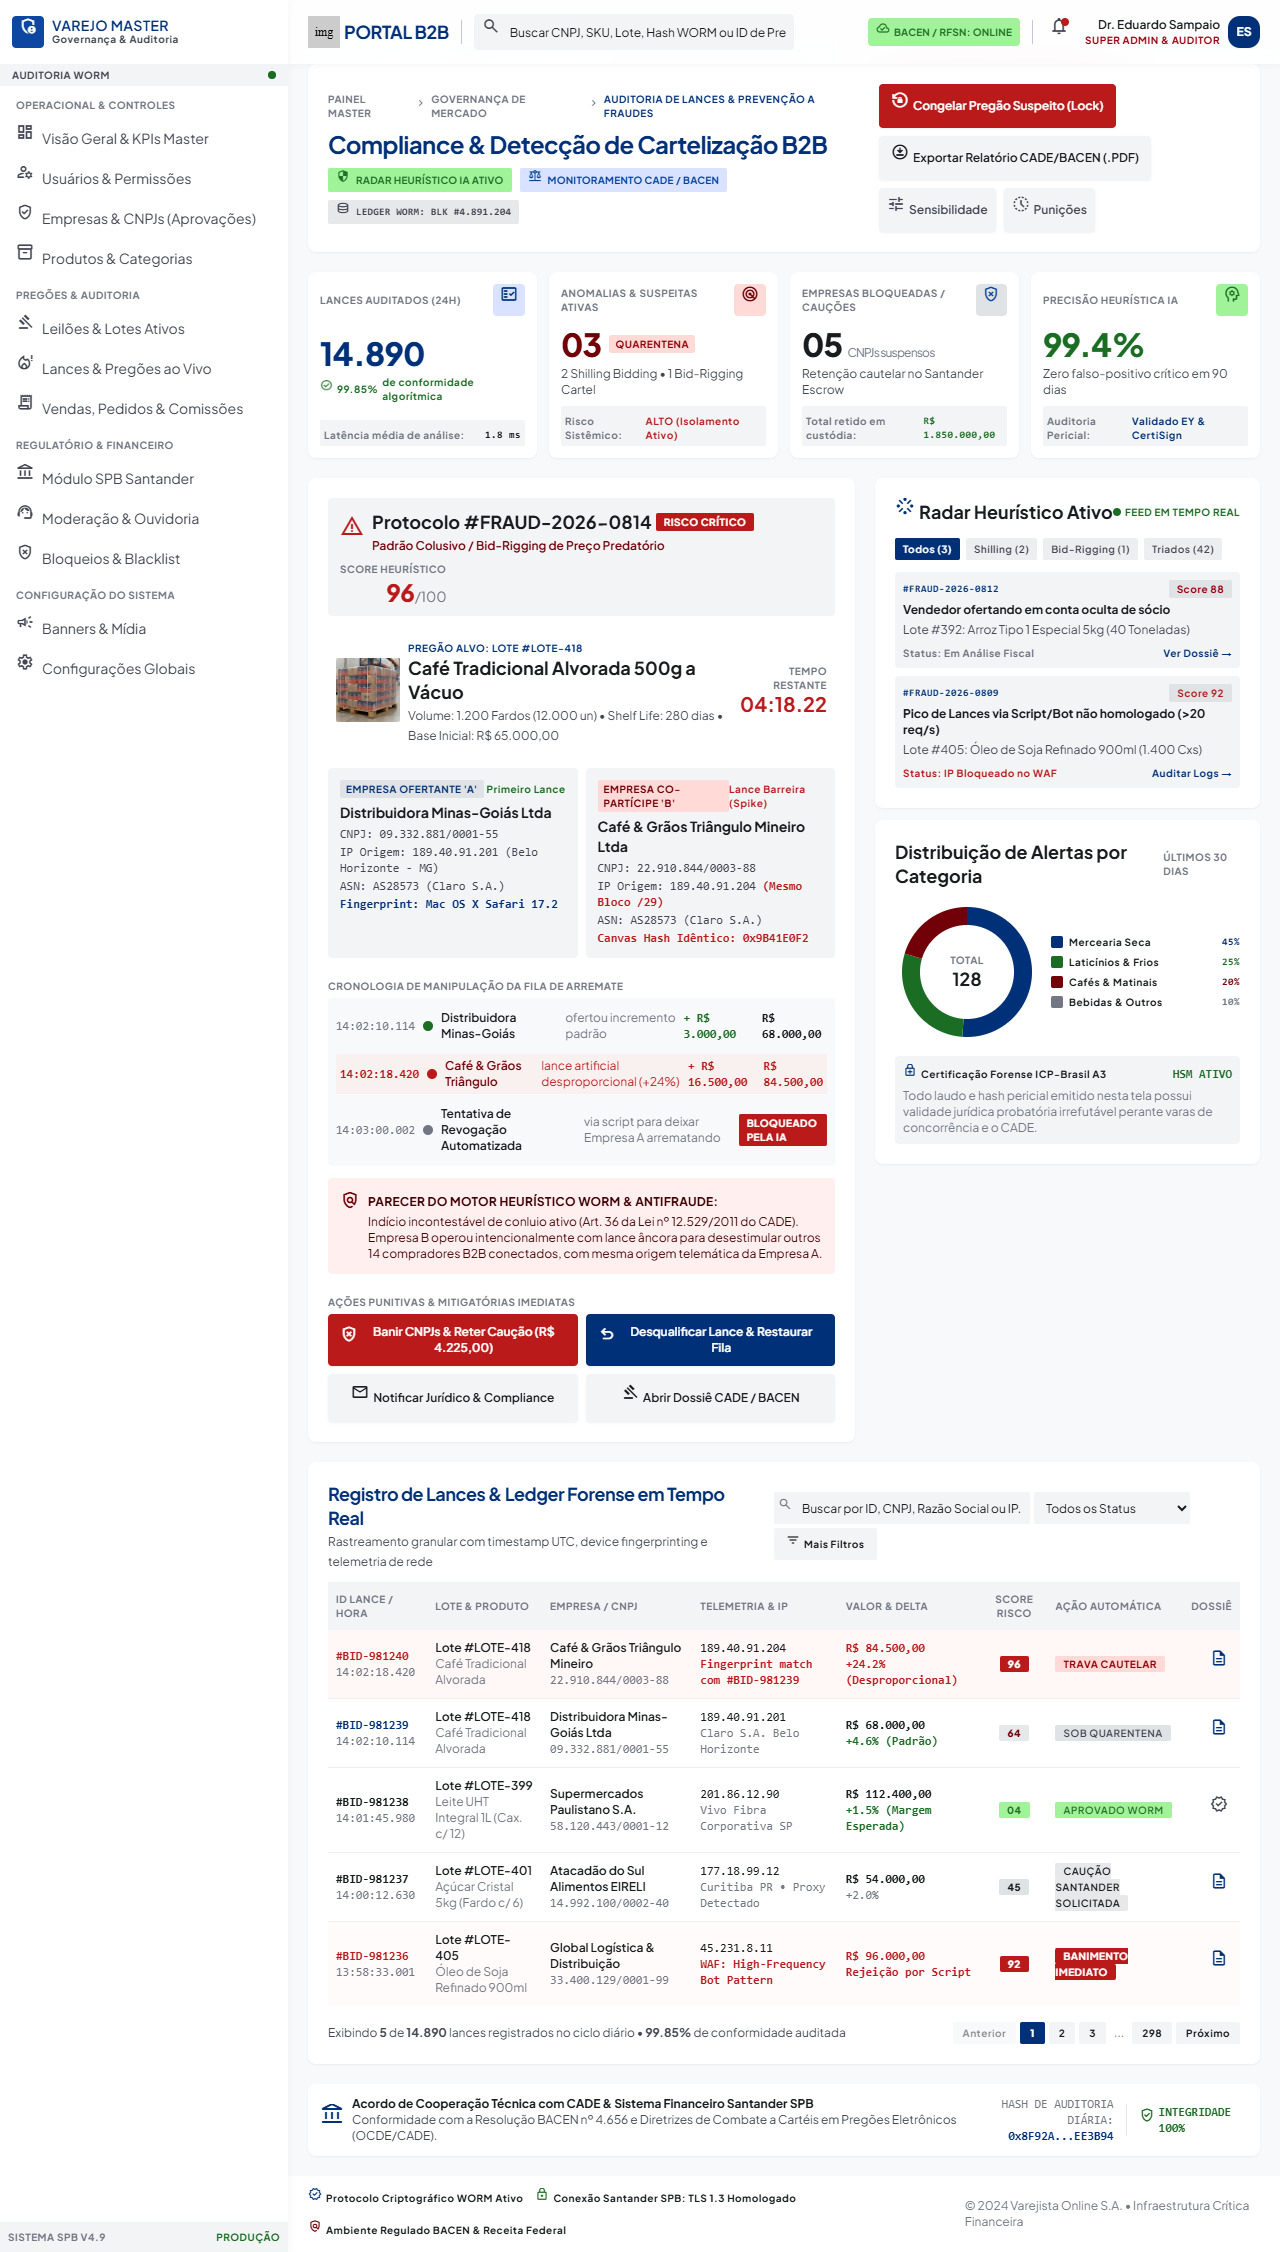 VAREJO MASTER
Governança & Auditoria
AUDITORIA WORM
OPERACIONAL & CONTROLES
Visão Geral & KPIs Master
Usuários & Permissões
Empresas & CNPJs (Aprovações)
Produtos & Categorias
PREGÕES & AUDITORIA
Leilões & Lotes Ativos
Lances & Pregões ao Vivo
Vendas, Pedidos & Comissões
REGULATÓRIO & FINANCEIRO
Módulo SPB Santander
Moderação & Ouvidoria
Bloqueios & Blacklist
CONFIGURAÇÃO DO SISTEMA
Banners & Mídia
Configurações Globais
SISTEMA SPB V4.9 PRODUÇÃO
img PORTAL B2B
Buscar CNPJ, SKU, Lote, Hash WORM ou ID de Pre
BACEN / RFSN: ONLINE
Dr. Eduardo Sampaio
SUPER ADMIN & AUDITOR
ES
PAINEL MASTER › GOVERNANÇA DE MERCADO › AUDITORIA DE LANCES & PREVENÇÃO A FRAUDES
Compliance & Detecção de Cartelização B2B
RADAR HEURÍSTICO IA ATIVO
MONITORAMENTO CADE / BACEN
LEDGER WORM: BLK #4.891.204
Congelar Pregão Suspeito (Lock)
Exportar Relatório CADE/BACEN (.PDF)
Sensibilidade
Punições
LANCES AUDITADOS (24H)
14.890
99.85% de conformidade algorítmica
Latência média de análise: 1.8 ms
ANOMALIAS & SUSPEITAS ATIVAS
03 QUARENTENA
2 Shilling Bidding • 1 Bid-Rigging Cartel
Risco Sistêmico: ALTO (Isolamento Ativo)
EMPRESAS BLOQUEADAS / CAUÇÕES
05 CNPJs suspensos
Retenção cautelar no Santander Escrow
Total retido em custódia: R$ 1.850.000,00
PRECISÃO HEURÍSTICA IA
99.4%
Zero falso-positivo crítico em 90 dias
Auditoria Pericial: Validado EY & CertiSign
Protocolo #FRAUD-2026-0814 RISCO CRÍTICO
Padrão Colusivo / Bid-Rigging de Preço Predatório
SCORE HEURÍSTICO
96/100
PREGÃO ALVO: LOTE #LOTE-418
Café Tradicional Alvorada 500g a Vácuo
Volume: 1.200 Fardos (12.000 un) • Shelf Life: 280 dias •
Base Inicial: R$ 65.000,00
TEMPO RESTANTE
04:18.22
EMPRESA OFERTANTE 'A' Primeiro Lance
Distribuidora Minas-Goiás Ltda
CNPJ: 09.332.881/0001-55
IP Origem: 189.40.91.201 (Belo
Horizonte - MG)
ASN: AS28573 (Claro S.A.)
Fingerprint: Mac OS X Safari 17.2
EMPRESA CO-PARTÍCIPE 'B' Lance Barreira (Spike)
Café & Grãos Triângulo Mineiro Ltda
CNPJ: 22.910.844/0003-88
IP Origem: 189.40.91.204 (Mesmo
Bloco /29)
ASN: AS28573 (Claro S.A.)
Canvas Hash Idêntico: 0x9B41E0F2
CRONOLOGIA DE MANIPULAÇÃO DA FILA DE ARREMATE
14:02:10.114 Distribuidora Minas-Goiás ofertou incremento padrão + R$ 3.000,00 R$ 68.000,00
14:02:18.420 Café & Grãos Triângulo lance artificial desproporcional (+24%) + R$ 16.500,00 R$ 84.500,00
14:03:00.002 Tentativa de Revogação Automatizada via script para deixar Empresa A arrematando BLOQUEADO PELA IA
PARECER DO MOTOR HEURÍSTICO WORM & ANTIFRAUDE:
Indício incontestável de conluio ativo (Art. 36 da Lei nº 12.529/2011 do CADE).
Empresa B operou intencionalmente com lance âncora para desestimular outros
14 compradores B2B conectados, com mesma origem telemática da Empresa A.
AÇÕES PUNITIVAS & MITIGATÓRIAS IMEDIATAS
Banir CNPJs & Reter Caução (R$ 4.225,00)
Desqualificar Lance & Restaurar Fila
Notificar Jurídico & Compliance
Abrir Dossiê CADE / BACEN
Radar Heurístico Ativo FEED EM TEMPO REAL
Todos (3) Shilling (2) Bid-Rigging (1) Triados (42)
#FRAUD-2026-0812 Score 88
Vendedor ofertando em conta oculta de sócio
Lote #392: Arroz Tipo 1 Especial 5kg (40 Toneladas)
Status: Em Análise Fiscal Ver Dossiê →
#FRAUD-2026-0809 Score 92
Pico de Lances via Script/Bot não homologado (>20
req/s)
Lote #405: Óleo de Soja Refinado 900ml (1.400 Cxs)
Status: IP Bloqueado no WAF Auditar Logs →
Distribuição de Alertas por Categoria ÚLTIMOS 30 DIAS
TOTAL
128
Mercearia Seca 45%
Laticínios & Frios 25%
Cafés & Matinais 20%
Bebidas & Outros 10%
Certificação Forense ICP-Brasil A3 HSM ATIVO
Todo laudo e hash pericial emitido nesta tela possui
validade jurídica probatória irrefutável perante varas de
concorrência e o CADE.
Registro de Lances & Ledger Forense em Tempo Real
Rastreamento granular com timestamp UTC, device fingerprinting e
telemetria de rede
Buscar por ID, CNPJ, Razão Social ou IP.
Todos os Status
Mais Filtros
ID LANCE / HORA LOTE & PRODUTO EMPRESA / CNPJ TELEMETRIA & IP VALOR & DELTA SCORE RISCO AÇÃO AUTOMÁTICA DOSSIÊ
#BID-981240 14:02:18.420 Lote #LOTE-418 Café Tradicional Alvorada Café & Grãos Triângulo Mineiro 22.910.844/0003-88 189.40.91.204 Fingerprint match com #BID-981239 R$ 84.500,00 +24.2% (Desproporcional) 96 TRAVA CAUTELAR
#BID-981239 14:02:10.114 Lote #LOTE-418 Café Tradicional Alvorada Distribuidora Minas-Goiás Ltda 09.332.881/0001-55 189.40.91.201 Claro S.A. Belo Horizonte R$ 68.000,00 +4.6% (Padrão) 64 SOB QUARENTENA
#BID-981238 14:01:45.980 Lote #LOTE-399 Leite UHT Integral 1L (Cax. c/ 12) Supermercados Paulistano S.A. 58.120.443/0001-12 201.86.12.90 Vivo Fibra Corporativa SP R$ 112.400,00 +1.5% (Margem Esperada) 04 APROVADO WORM
#BID-981237 14:00:12.630 Lote #LOTE-401 Açúcar Cristal 5kg (Fardo c/ 6) Atacadão do Sul Alimentos EIRELI 14.992.100/0002-40 177.18.99.12 Curitiba PR • Proxy Detectado R$ 54.000,00 +2.0% 45 CAUÇÃO SANTANDER SOLICITADA
#BID-981236 13:58:33.001 Lote #LOTE-405 Óleo de Soja Refinado 900ml Global Logística & Distribuição 33.400.129/0001-99 45.231.8.11 WAF: High-Frequency Bot Pattern R$ 96.000,00 Rejeição por Script 92 BANIMENTO IMEDIATO
Exibindo 5 de 14.890 lances registrados no ciclo diário • 99.85% de conformidade auditada
Anterior 1 2 3 ... 298 Próximo
Acordo de Cooperação Técnica com CADE & Sistema Financeiro Santander SPB
Conformidade com a Resolução BACEN nº 4.656 e Diretrizes de Combate a Cartéis em Pregões Eletrônicos
(OCDE/CADE).
HASH DE AUDITORIA DIÁRIA:
0x8F92A...EE3B94
INTEGRIDADE 100%
Protocolo Criptográfico WORM Ativo
Conexão Santander SPB: TLS 1.3 Homologado
Ambiente Regulado BACEN & Receita Federal
© 2024 Varejista Online S.A. • Infraestrutura Crítica
Financeira